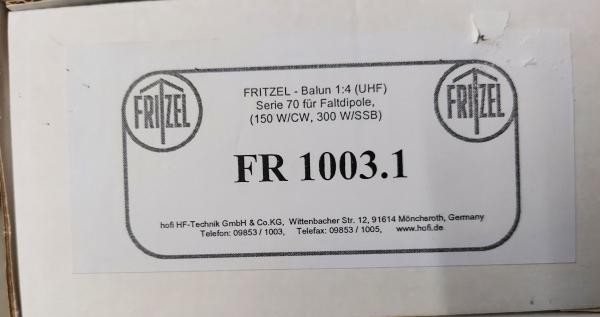 FRITZEL
FRITZEL - Balun 1:4 (UHF)
Serie 70 für Faltdipole,
(150 W/CW, 300 W/SSB)
FRITZEL
FR 1003.1
hofi HF-Technik GmbH & Co.KG, Wittenbacher Str. 12, 91614 Mönchsroth, Germany
Telefon: 09853 / 1003, Telefax: 09853 / 1005, www.hofi.de